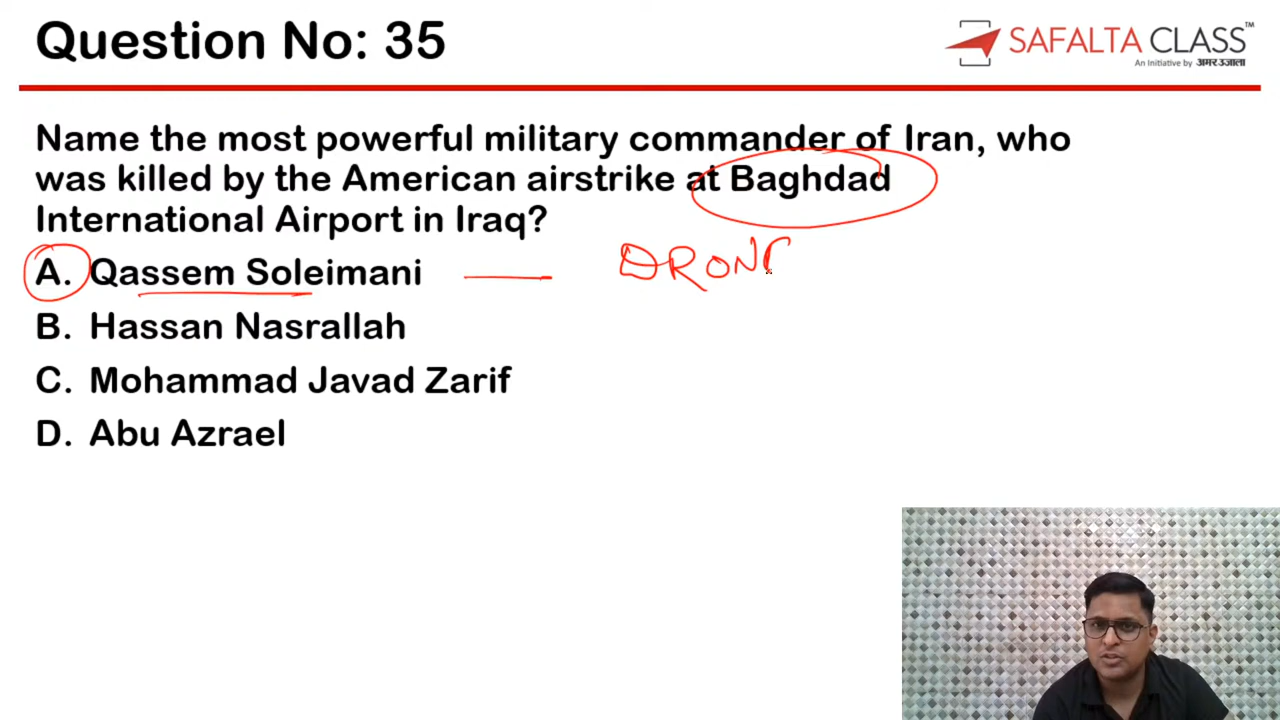 Question No: 35
SAFALTA CLASS™
An Initiative by अमर उजाला
Name the most powerful military commander of Iran, who
was killed by the American airstrike at Baghdad
International Airport in Iraq?
A. Qassem Soleimani
DRON
B. Hassan Nasrallah
C. Mohammad Javad Zarif
D. Abu Azrael